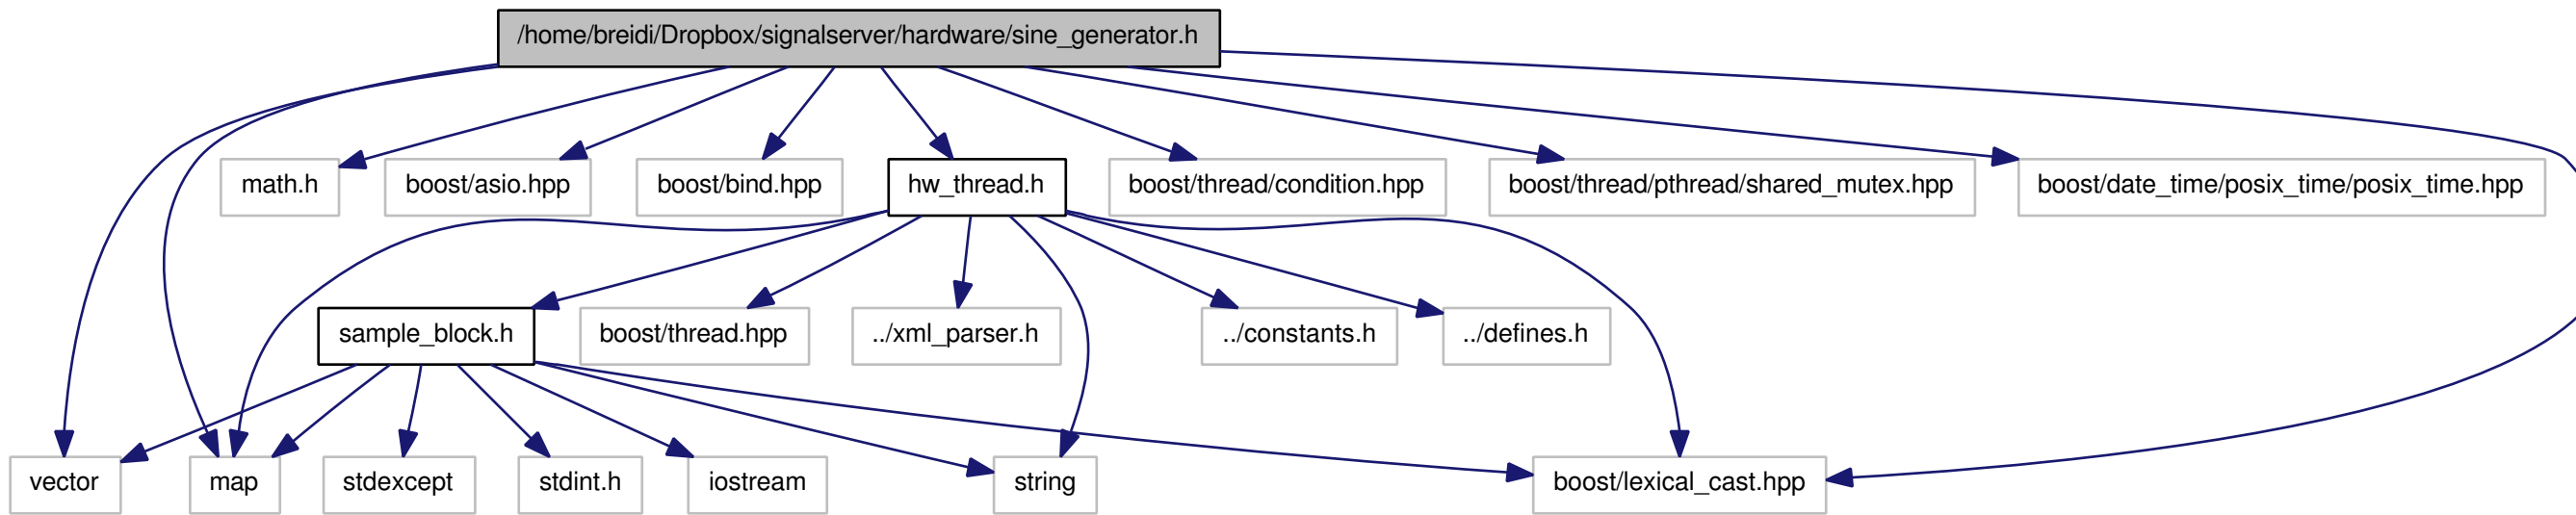 /home/breidi/Dropbox/signalserver/hardware/sine_generator.h
math.h
boost/asio.hpp
boost/bind.hpp
hw_thread.h
boost/thread/condition.hpp
boost/thread/pthread/shared_mutex.hpp
boost/date_time/posix_time/posix_time.hpp
sample_block.h
boost/thread.hpp
../xml_parser.h
../constants.h
../defines.h
vector
map
stdexcept
stdint.h
iostream
string
boost/lexical_cast.hpp